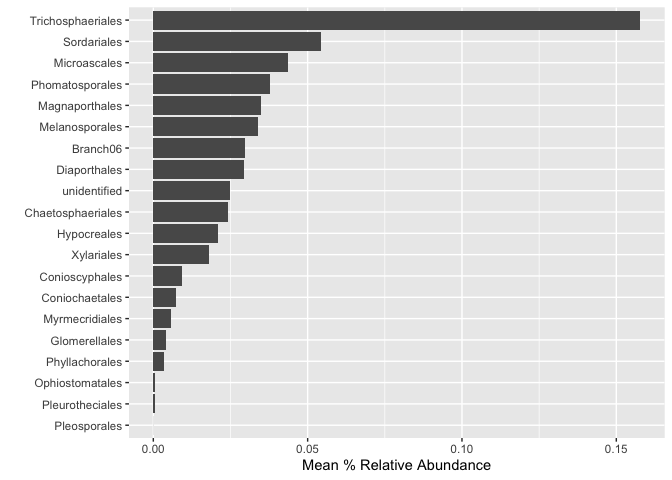 Trichosphaeriales
Sordariales
Microascales
Phomatosporales
Magnaporthales
Melanosporales
Branch06
Diaporthales
unidentified
Chaetosphaeriales
Hypocreales
Xylariales
Conioscyphales
Coniochaetales
Myrmecridiales
Glomerellales
Phyllachorales
Ophiostomatales
Pleurotheciales
Pleosporales
0.00 0.05 0.10 0.15
Mean % Relative Abundance